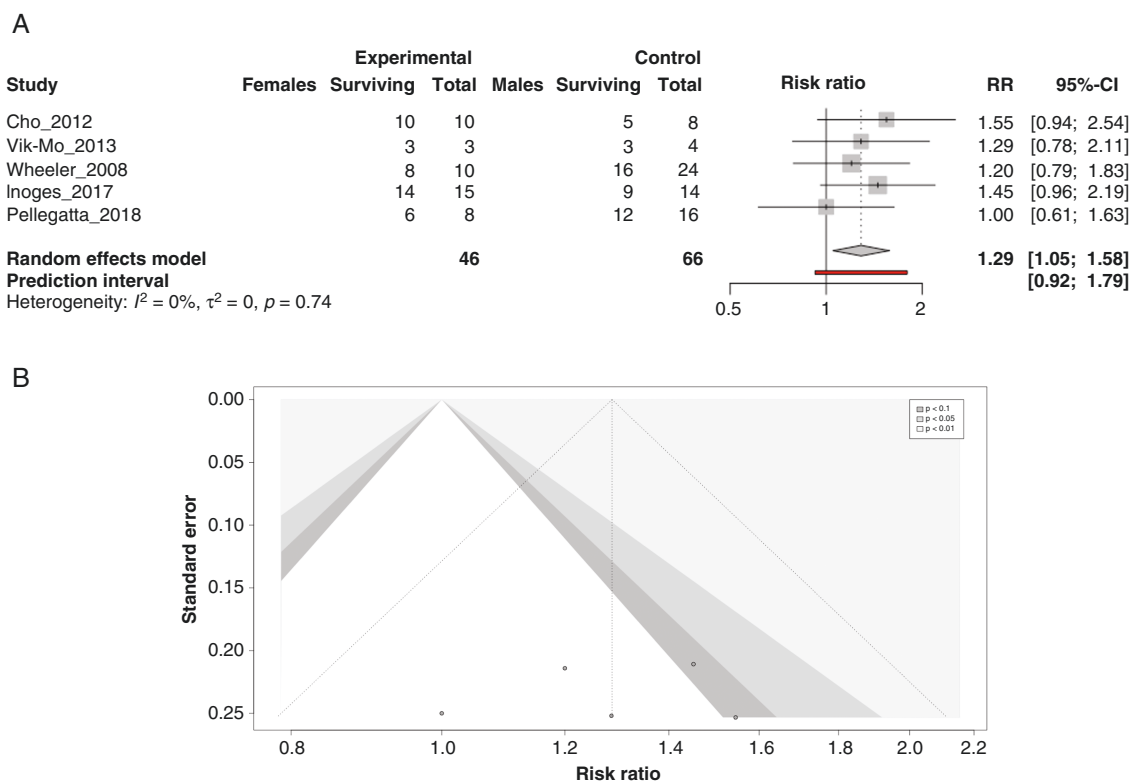 A
Experimental Control
Study Females Surviving Total Males Surviving Total Risk ratio RR 95%-CI
Cho_2012 10 10 5 8 1.55 [0.94; 2.54]
Vik-Mo_2013 3 3 3 4 1.29 [0.78; 2.11]
Wheeler_2008 8 10 16 24 1.20 [0.79; 1.83]
Inoges_2017 14 15 9 14 1.45 [0.96; 2.19]
Pellegatta_2018 6 8 12 16 1.00 [0.61; 1.63]
Random effects model 46 66 1.29 [1.05; 1.58]
Prediction interval [0.92; 1.79]
Heterogeneity: I² = 0%, τ² = 0, p = 0.74
0.5 1 2
B
0.00
0.05
0.10
0.15
0.20
0.25
Standard error
p < 0.1
p < 0.05
p < 0.01
0.8 1.0 1.2 1.4 1.6 1.8 2.0 2.2
Risk ratio